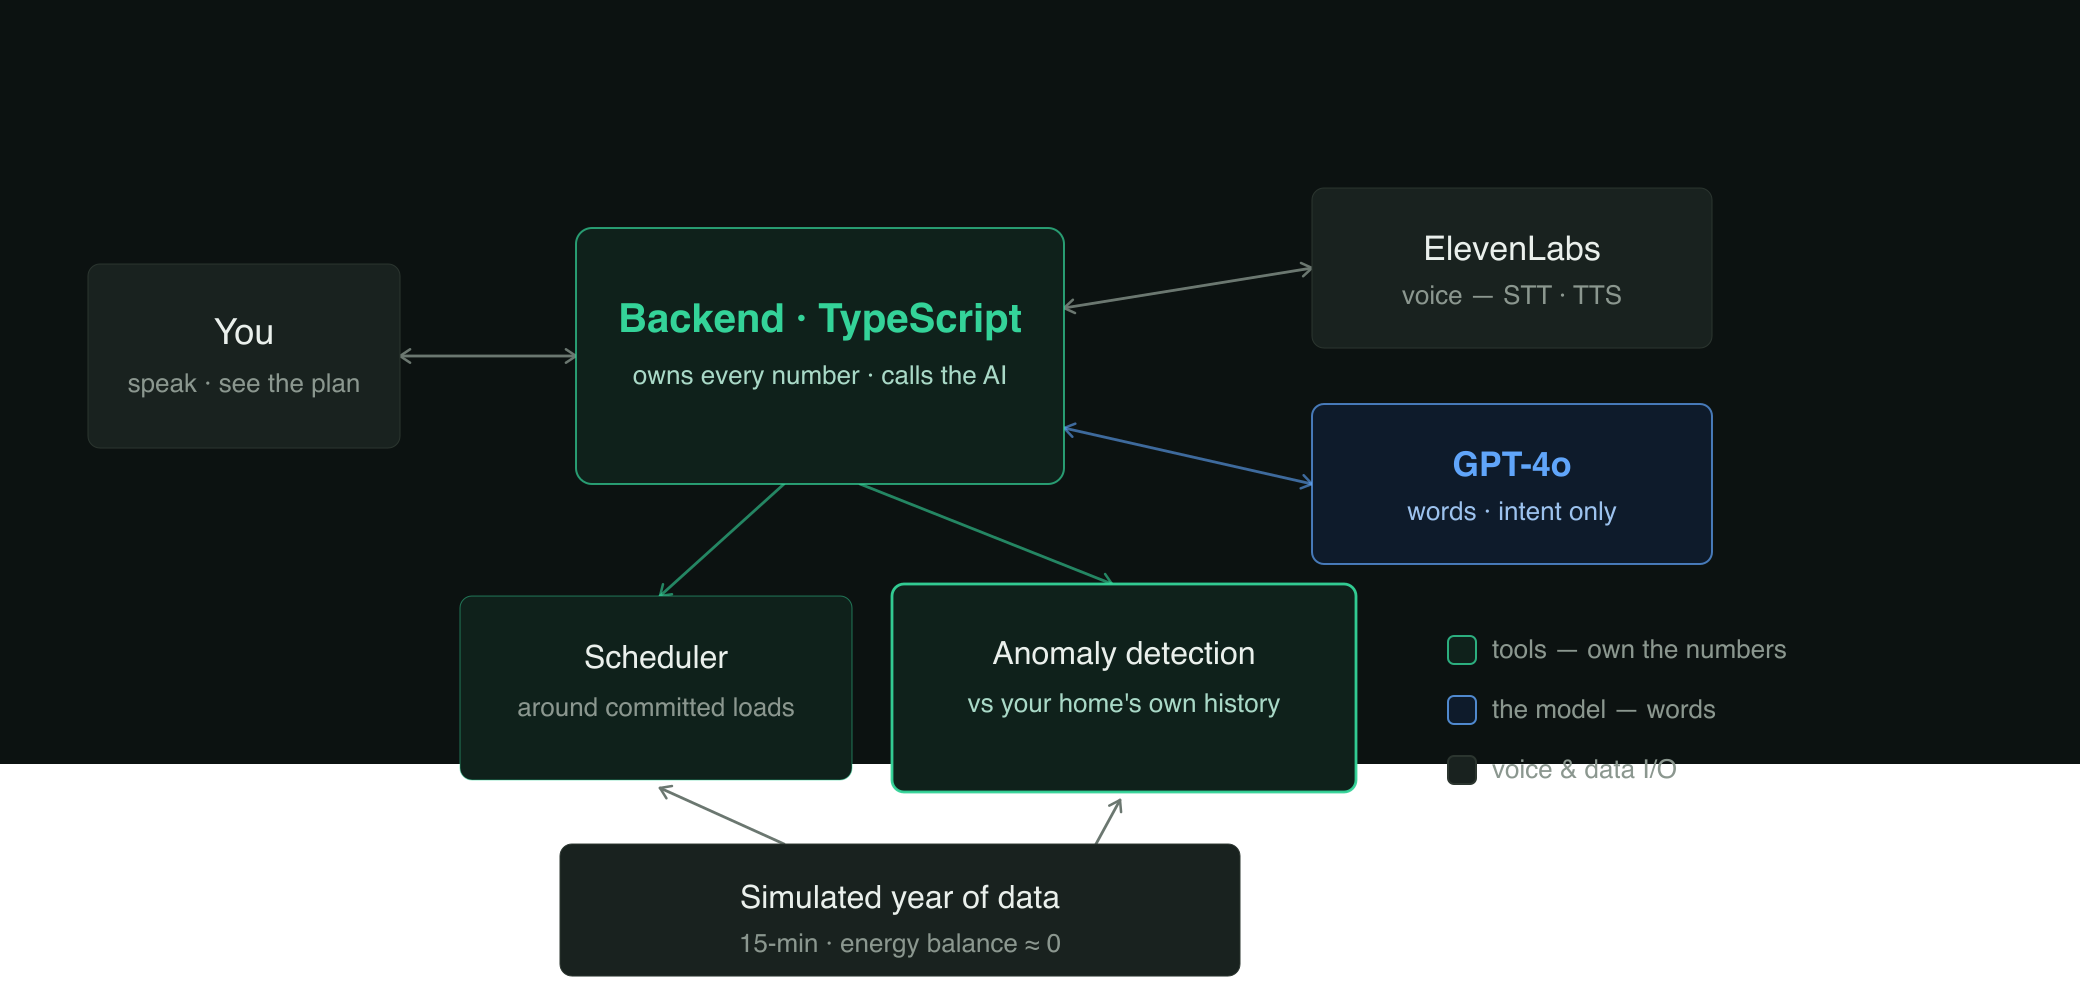 You
speak · see the plan
Backend · TypeScript
owns every number · calls the AI
ElevenLabs
voice — STT · TTS
GPT-4o
words · intent only
Scheduler
around committed loads
Anomaly detection
vs your home's own history
tools — own the numbers
the model — words
voice & data I/O
Simulated year of data
15-min · energy balance ≈ 0